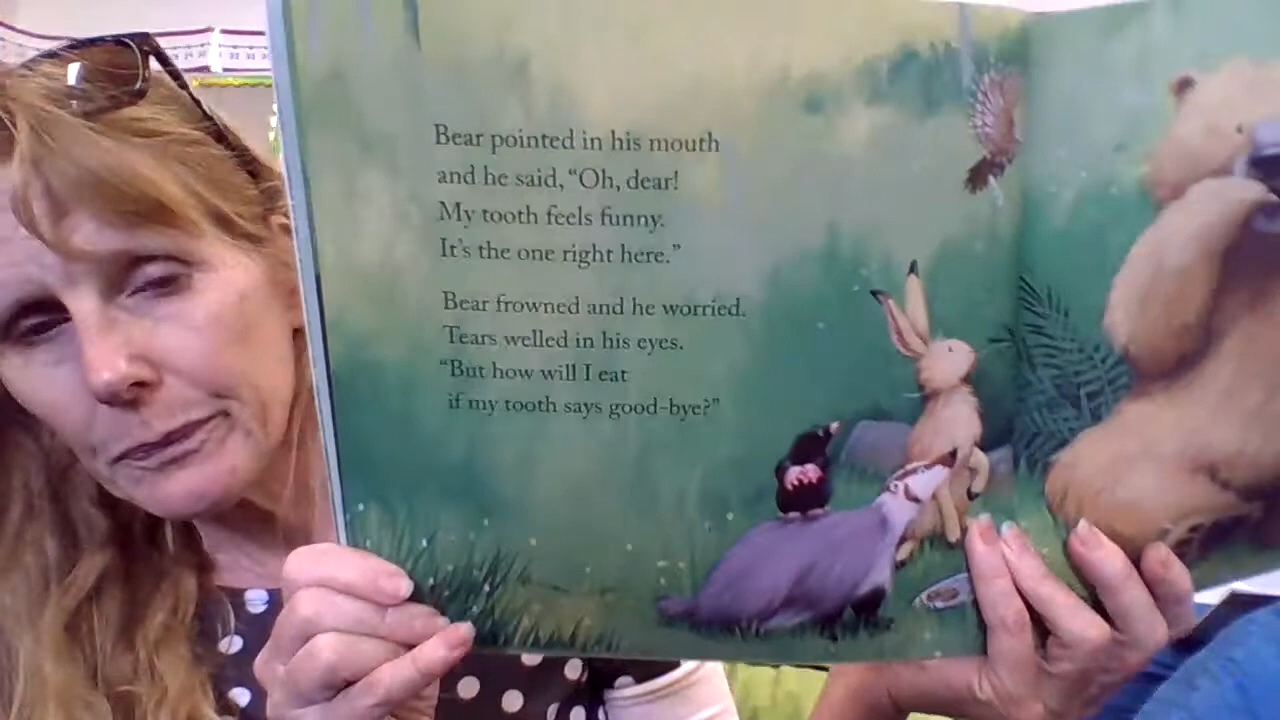 Bear pointed in his mouth
and he said, “Oh, dear!
My tooth feels funny.
It’s the one right here.”
Bear frowned and he worried.
Tears welled in his eyes.
“But how will I eat
if my tooth says good-bye?”